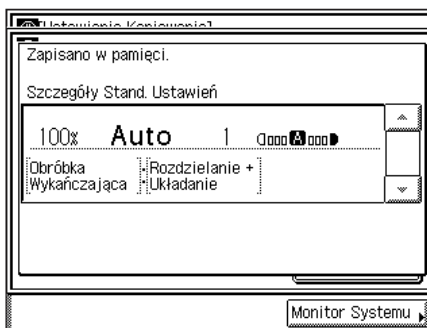 Zapisano w pamięci.
Szczegóły Stand. Ustawień
100% Auto 1 A
Obróbka Wykańczająca
• Rozdzielanie +
• Układanie
Monitor Systemu